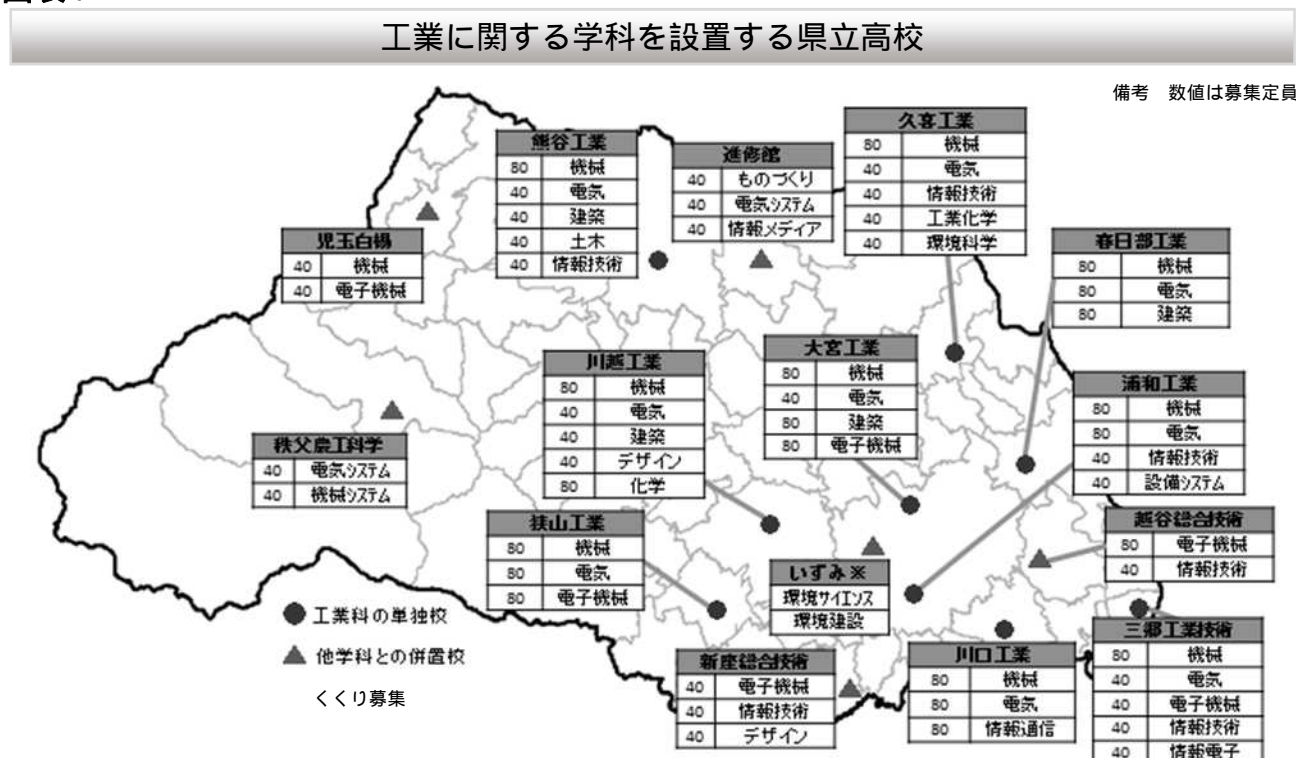 工業に関する学科を設置する県立高校
備考 数値は募集定員
熊谷工業
80 機械
40 電気
40 建築
40 土木
40 情報技術
進修館
40 ものづくり
40 電気システム
40 情報メディア
久喜工業
80 機械
40 電気
40 情報技術
40 工業化学
40 環境科学
児玉白楊
40 機械
40 電子機械
春日部工業
80 機械
80 電気
80 建築
川越工業
80 機械
40 電気
40 建築
40 デザイン
80 化学
大宮工業
80 機械
40 電気
80 建築
80 電子機械
浦和工業
80 機械
80 電気
40 情報技術
40 設備システム
秩父農工科学
40 電気システム
40 機械システム
狭山工業
80 機械
80 電気
80 電子機械
いずみ※
環境サイエンス
環境建設
越谷総合技術
80 電子機械
40 情報技術
新座総合技術
40 電子機械
40 情報技術
40 デザイン
川口工業
80 機械
80 電気
80 情報通信
三郷工業技術
80 機械
40 電気
40 電子機械
40 情報技術
40 情報電子
● 工業科の単独校
▲ 他学科との併置校
くくり募集